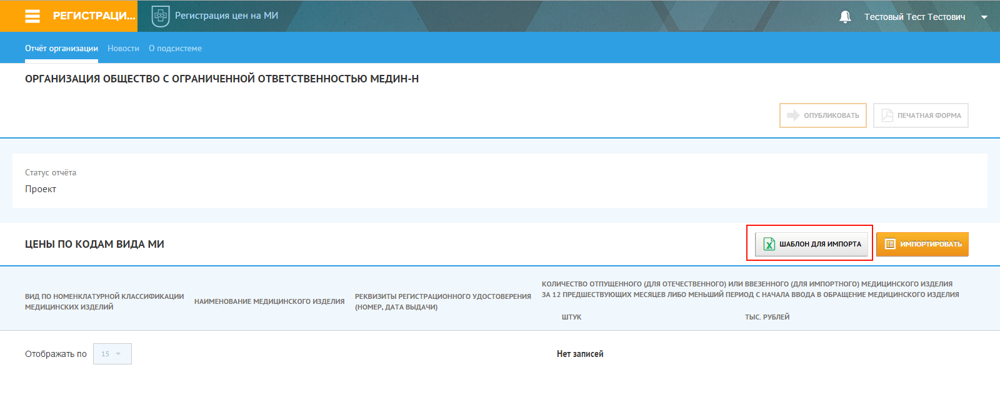 РЕГИСТРАЦИ...
Регистрация цен на МИ
Тестовый Тест Тестович
Отчёт организации
Новости
О подсистеме
ОРГАНИЗАЦИЯ ОБЩЕСТВО С ОГРАНИЧЕННОЙ ОТВЕТСТВЕННОСТЬЮ МЕДИН-Н
ОПУБЛИКОВАТЬ
ПЕЧАТНАЯ ФОРМА
Статус отчёта
Проект
ЦЕНЫ ПО КОДАМ ВИДА МИ
ШАБЛОН ДЛЯ ИМПОРТА
ИМПОРТИРОВАТЬ
ВИД ПО НОМЕНКЛАТУРНОЙ КЛАССИФИКАЦИИ
МЕДИЦИНСКИХ ИЗДЕЛИЙ
НАИМЕНОВАНИЕ МЕДИЦИНСКОГО ИЗДЕЛИЯ
РЕКВИЗИТЫ РЕГИСТРАЦИОННОГО УДОСТОВЕРЕНИЯ
(НОМЕР, ДАТА ВЫДАЧИ)
КОЛИЧЕСТВО ОТПУЩЕННОГО (ДЛЯ ОТЕЧЕСТВЕННОГО) ИЛИ ВВЕЗЕННОГО (ДЛЯ ИМПОРТНОГО) МЕДИЦИНСКОГО ИЗДЕЛИЯ
ЗА 12 ПРЕДШЕСТВУЮЩИХ МЕСЯЦЕВ ЛИБО МЕНЬШИЙ ПЕРИОД С НАЧАЛА ВВОДА В ОБРАЩЕНИЕ МЕДИЦИНСКОГО ИЗДЕЛИЯ
ШТУК
ТЫС. РУБЛЕЙ
Отображать по
15
Нет записей